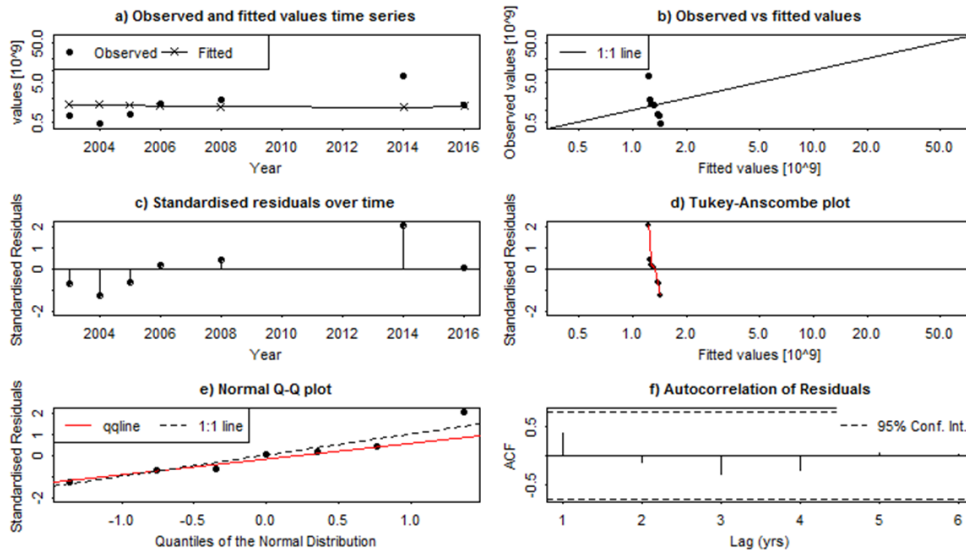 a) Observed and fitted values time series
values [10^9]
50.0
5.0
0.5
Observed
Fitted
2004 2006 2008 2010 2012 2014 2016
Year
b) Observed vs fitted values
Observed values [10^9]
50.0
5.0
0.5
1:1 line
0.5 1.0 2.0 5.0 10.0 20.0 50.0
Fitted values [10^9]
c) Standardised residuals over time
Standardised Residuals
2
1
0
-2
2004 2006 2008 2010 2012 2014 2016
Year
d) Tukey-Anscombe plot
Standardised Residuals
2
1
0
-2
0.5 1.0 2.0 5.0 10.0 20.0 50.0
Fitted values [10^9]
e) Normal Q-Q plot
Standardised Residuals
2
1
0
-2
qqline
1:1 line
-1.0 -0.5 0.0 0.5 1.0
Quantiles of the Normal Distribution
f) Autocorrelation of Residuals
ACF
0.5
-0.5
95% Conf. Int.
1 2 3 4 5 6
Lag (yrs)